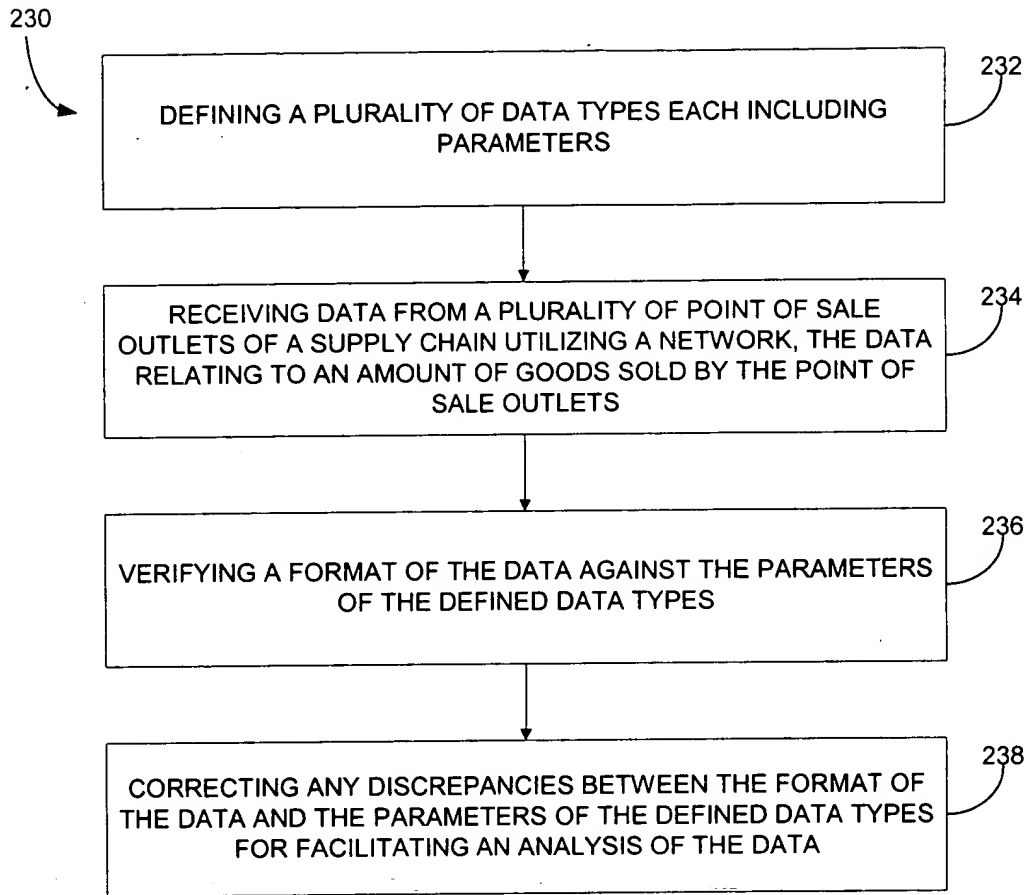 230
232
DEFINING A PLURALITY OF DATA TYPES EACH INCLUDING
PARAMETERS
234
RECEIVING DATA FROM A PLURALITY OF POINT OF SALE
OUTLETS OF A SUPPLY CHAIN UTILIZING A NETWORK, THE DATA
RELATING TO AN AMOUNT OF GOODS SOLD BY THE POINT OF
SALE OUTLETS
236
VERIFYING A FORMAT OF THE DATA AGAINST THE PARAMETERS
OF THE DEFINED DATA TYPES
238
CORRECTING ANY DISCREPANCIES BETWEEN THE FORMAT OF
THE DATA AND THE PARAMETERS OF THE DEFINED DATA TYPES
FOR FACILITATING AN ANALYSIS OF THE DATA